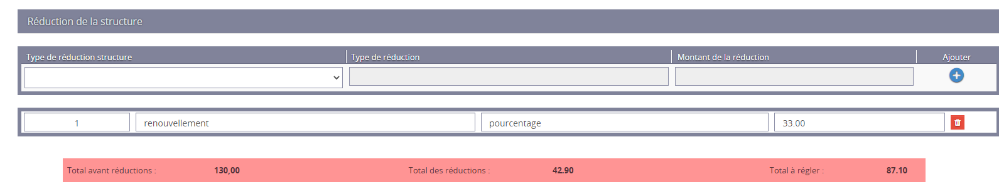 Réduction de la structure
Type de réduction structure Type de réduction Montant de la réduction Ajouter
1 renouvellement pourcentage 33.00
Total avant réductions : 130,00 Total des réductions : 42.90 Total à régler : 87.10